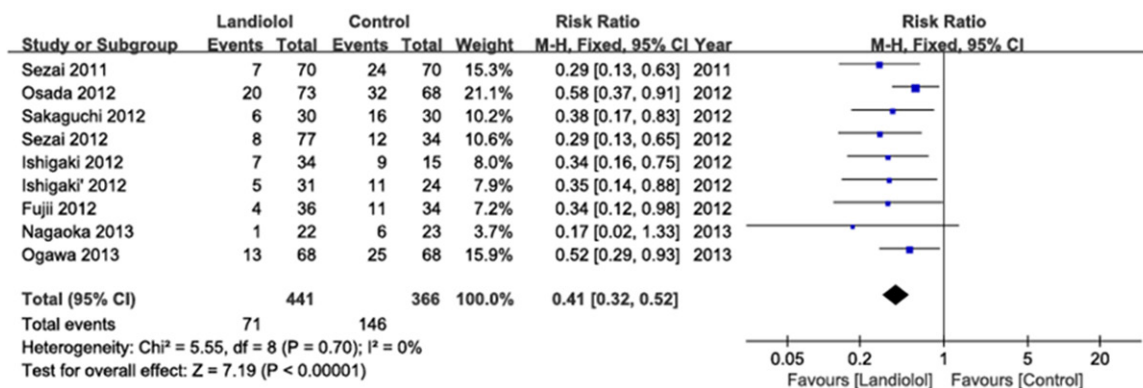 Landiolol Control Risk Ratio Risk Ratio
Study or Subgroup Events Total Events Total Weight M-H, Fixed, 95% CI Year M-H, Fixed, 95% CI
Sezai 2011 7 70 24 70 15.3% 0.29 [0.13, 0.63] 2011
Osada 2012 20 73 32 68 21.1% 0.58 [0.37, 0.91] 2012
Sakaguchi 2012 6 30 16 30 10.2% 0.38 [0.17, 0.83] 2012
Sezai 2012 8 77 12 34 10.6% 0.29 [0.13, 0.65] 2012
Ishigaki 2012 7 34 9 15 8.0% 0.34 [0.16, 0.75] 2012
Ishigaki' 2012 5 31 11 24 7.9% 0.35 [0.14, 0.88] 2012
Fujii 2012 4 36 11 34 7.2% 0.34 [0.12, 0.98] 2012
Nagaoka 2013 1 22 6 23 3.7% 0.17 [0.02, 1.33] 2013
Ogawa 2013 13 68 25 68 15.9% 0.52 [0.29, 0.93] 2013
Total (95% CI) 441 366 100.0% 0.41 [0.32, 0.52]
Total events 71 146
Heterogeneity: Chi² = 5.55, df = 8 (P = 0.70); I² = 0%
Test for overall effect: Z = 7.19 (P < 0.00001)
0.05 0.2 1 5 20
Favours [Landiolol] Favours [Control]